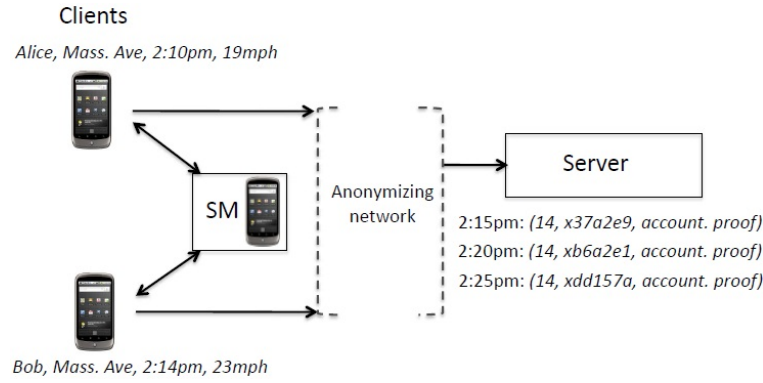 Clients
Alice, Mass. Ave, 2:10pm, 19mph
SM
Anonymizing
network
Server
2:15pm: (14, x37a2e9, account. proof)
2:20pm: (14, xb6a2e1, account. proof)
2:25pm: (14, xdd157a, account. proof)
Bob, Mass. Ave, 2:14pm, 23mph